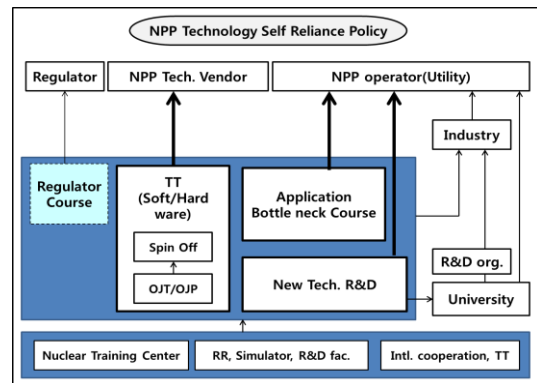 NPP Technology Self Reliance Policy
Regulator
NPP Tech. Vendor
NPP operator(Utility)
Industry
Regulator
Course
TT
(Soft/Hard
ware)
Spin Off
OJT/OJP
Application
Bottle neck Course
New Tech. R&D
R&D org.
University
Nuclear Training Center
RR, Simulator, R&D fac.
Intl. cooperation, TT